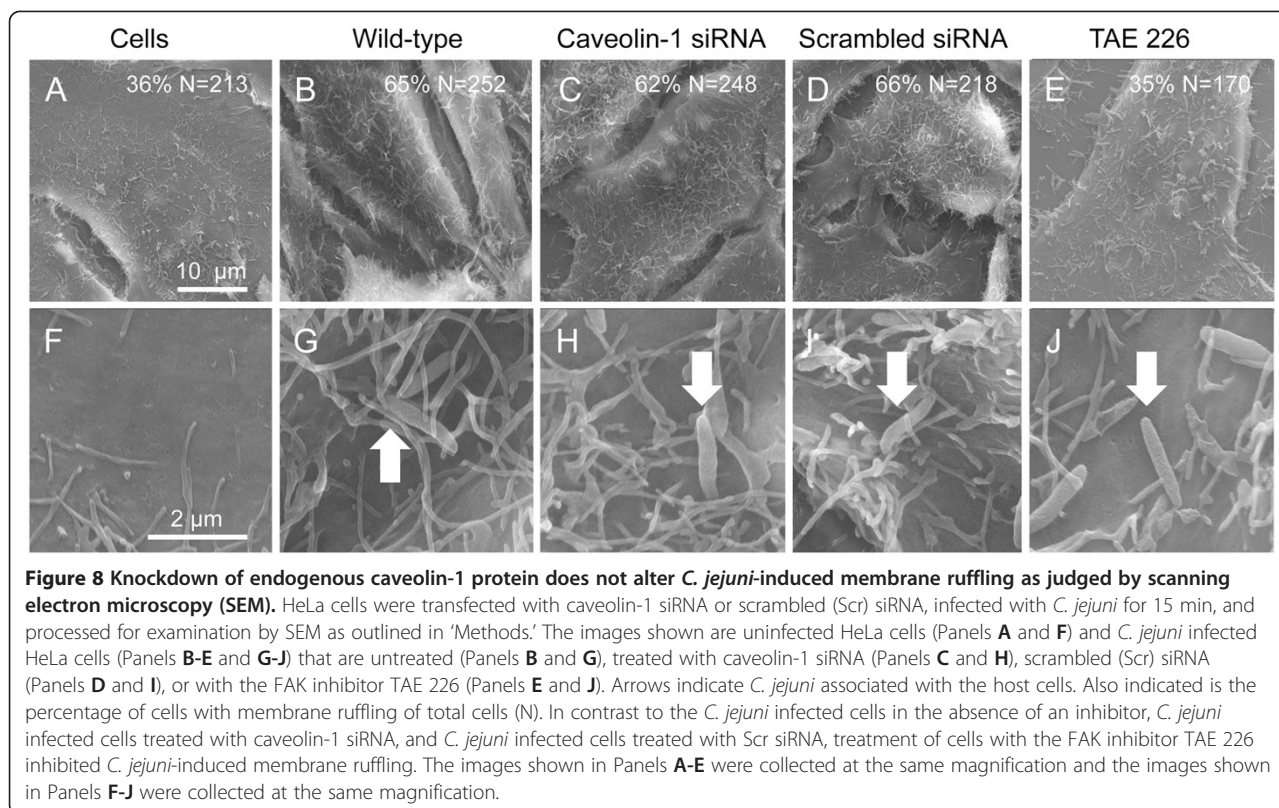 Cells Wild-type Caveolin-1 siRNA Scrambled siRNA TAE 226
A 36% N=213 B 65% N=252 C 62% N=248 D 66% N=218 E 35% N=170
10 µm
F G H I J
2 µm
Figure 8 Knockdown of endogenous caveolin-1 protein does not alter C. jejuni-induced membrane ruffling as judged by scanning
electron microscopy (SEM). HeLa cells were transfected with caveolin-1 siRNA or scrambled (Scr) siRNA, infected with C. jejuni for 15 min, and
processed for examination by SEM as outlined in ‘Methods.’ The images shown are uninfected HeLa cells (Panels A and F) and C. jejuni infected
HeLa cells (Panels B-E and G-J) that are untreated (Panels B and G), treated with caveolin-1 siRNA (Panels C and H), scrambled (Scr) siRNA
(Panels D and I), or with the FAK inhibitor TAE 226 (Panels E and J). Arrows indicate C. jejuni associated with the host cells. Also indicated is the
percentage of cells with membrane ruffling of total cells (N). In contrast to the C. jejuni infected cells in the absence of an inhibitor, C. jejuni
infected cells treated with caveolin-1 siRNA, and C. jejuni infected cells treated with Scr siRNA, treatment of cells with the FAK inhibitor TAE 226
inhibited C. jejuni-induced membrane ruffling. The images shown in Panels A-E were collected at the same magnification and the images shown
in Panels F-J were collected at the same magnification.